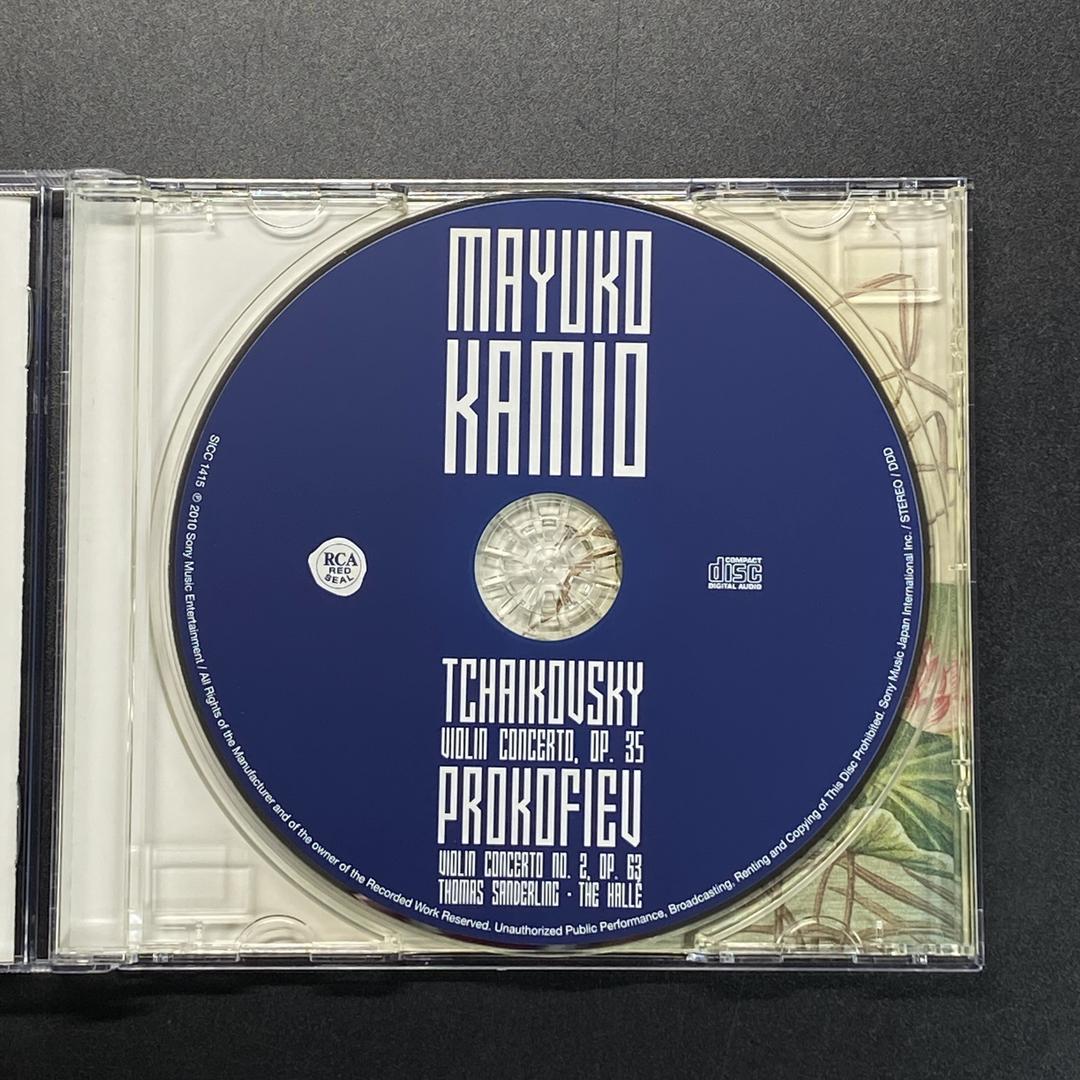 MAYUKO
KAMIO
RCA
RED
SEAL
COMPACT
disc
DIGITAL AUDIO
TCHAIKOVSKY
VIOLIN CONCERTO, OP. 35
PROKOFIEV
VIOLIN CONCERTO NO. 2, OP. 63
THOMAS SANDERLING · THE HALLÉ
SICC 1415 ℗ 2010 Sony Music Entertainment / All Rights of the Manufacturer and of the owner of the Recorded Work Reserved. Unauthorized Public Performance, Broadcasting, Renting and Copying of This Disc Prohibited. Sony Music Japan International Inc. / STEREO / DDD